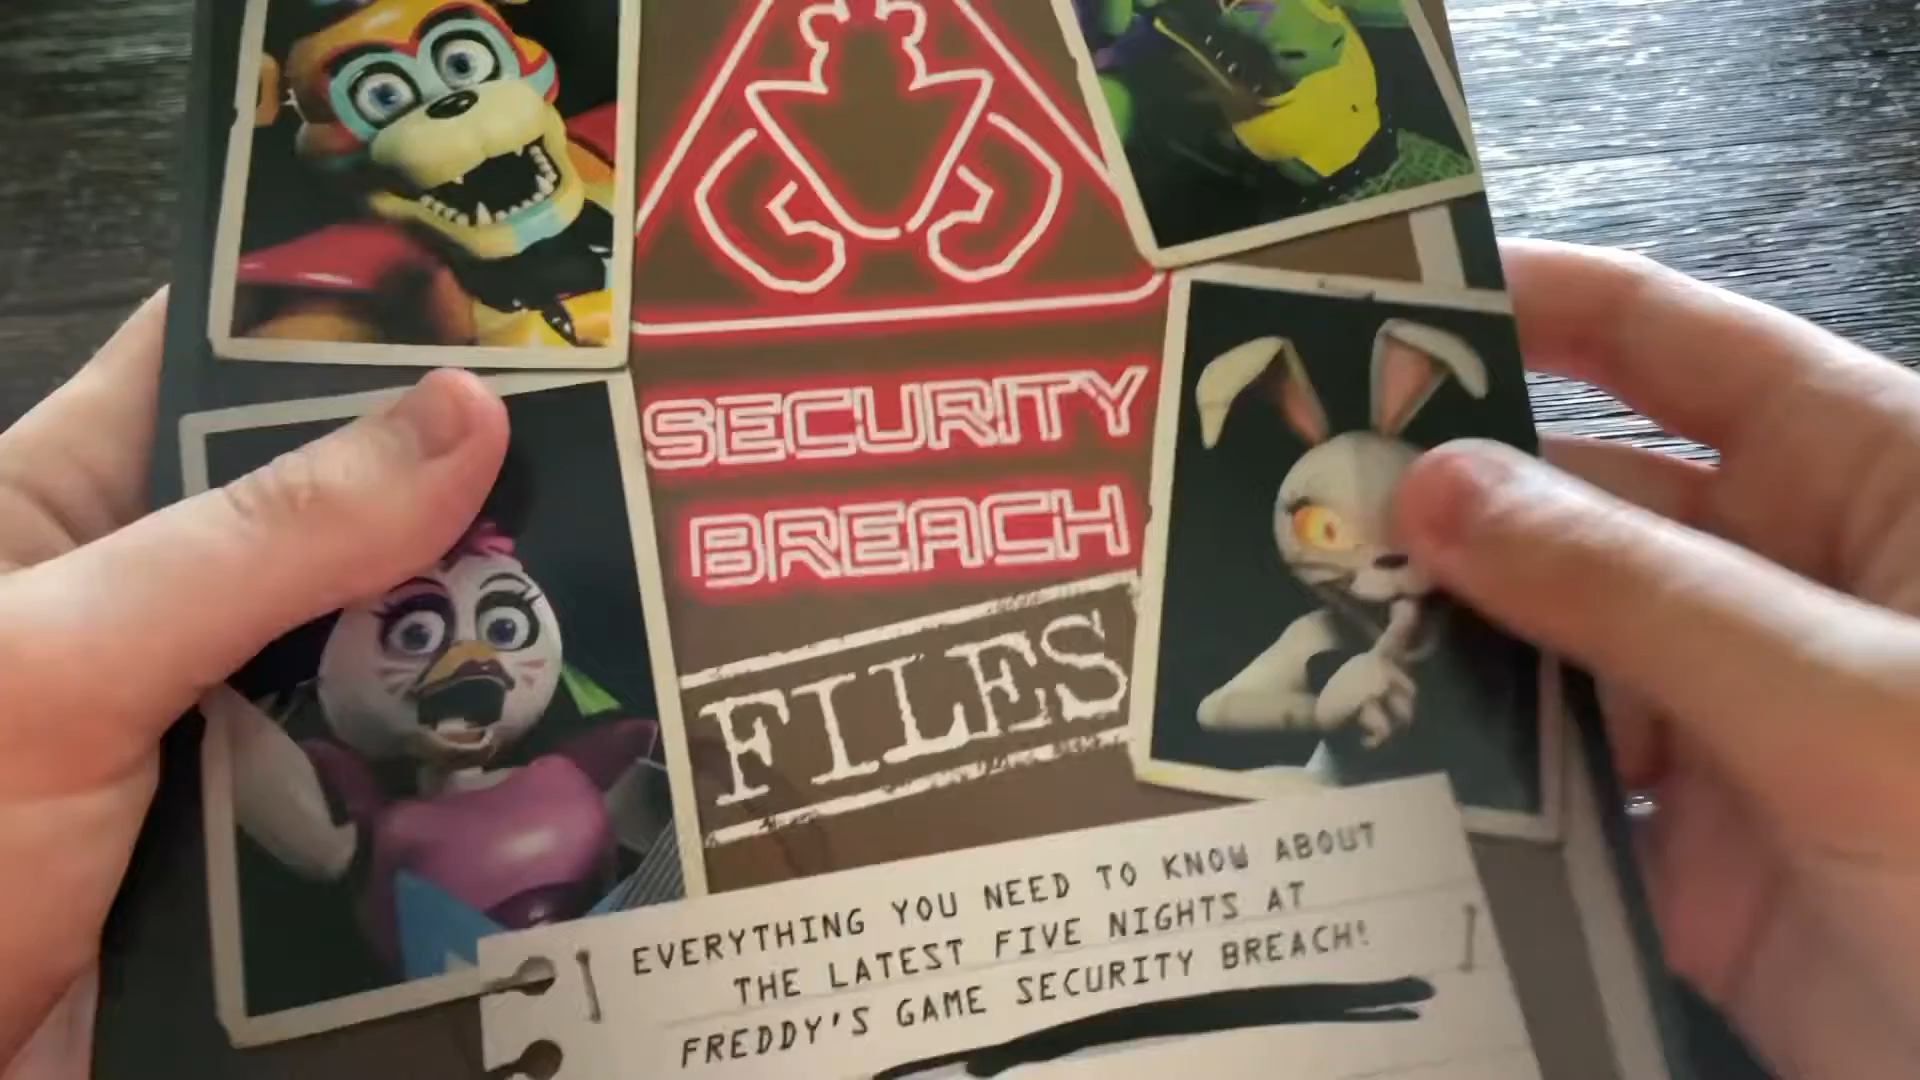 SECURITY
BREACH
FILES
EVERYTHING YOU NEED TO KNOW ABOUT
THE LATEST FIVE NIGHTS AT
FREDDY'S GAME SECURITY BREACH!